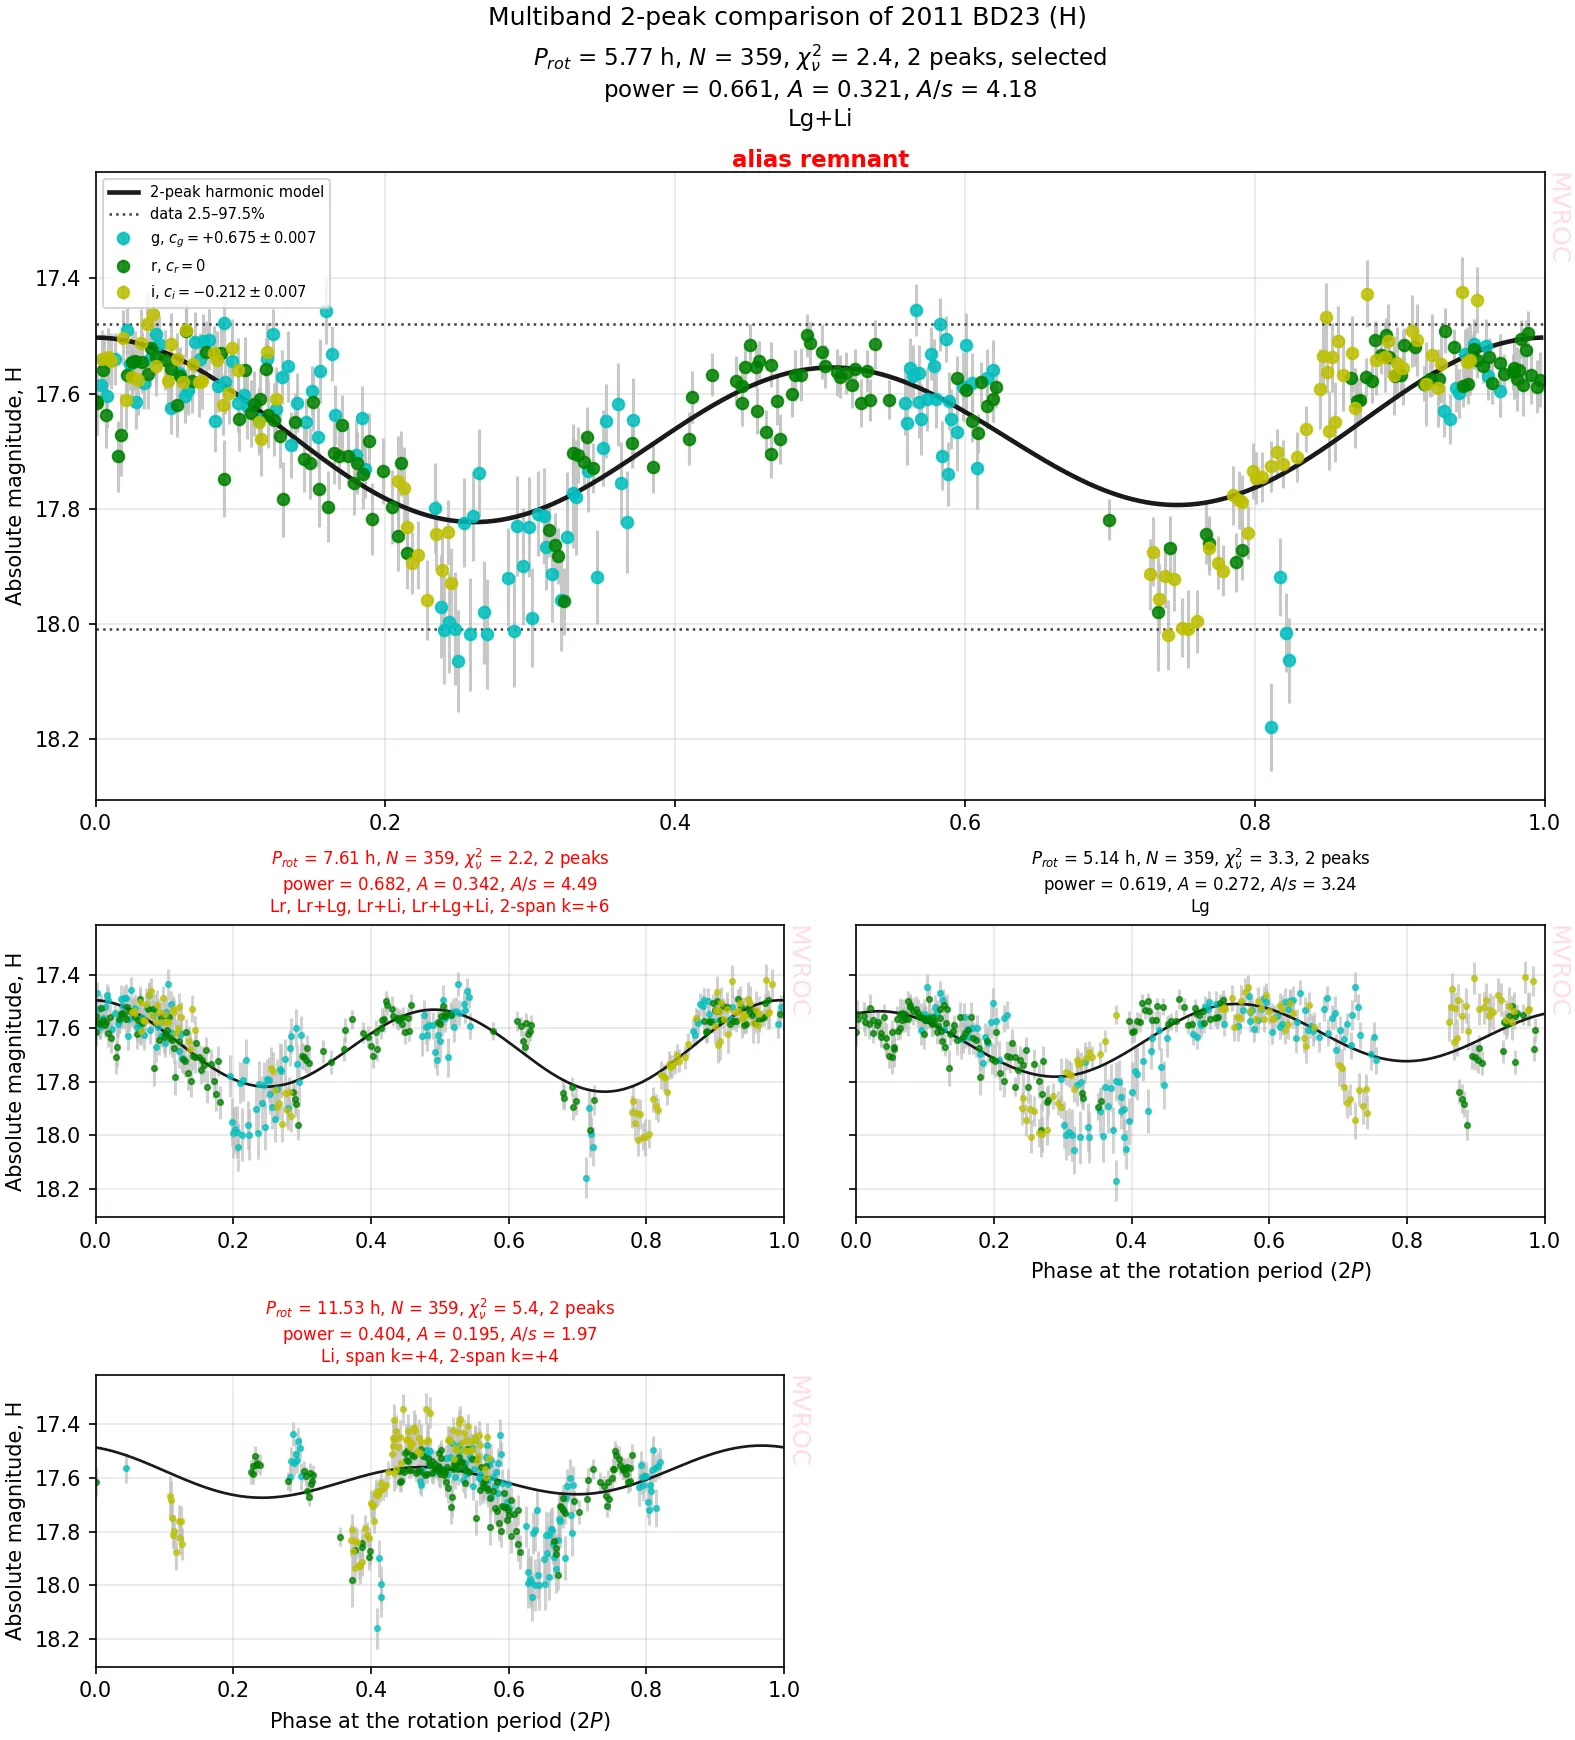 Multiband 2-peak comparison of 2011 BD23 (H)
P_rot = 5.77 h, N = 359, χ²_ν = 2.4, 2 peaks, selected
power = 0.661, A = 0.321, A/s = 4.18
Lg+Li
alias remnant
2-peak harmonic model
data 2.5–97.5%
g, c_g = +0.675 ± 0.007
r, c_r = 0
i, c_i = −0.212 ± 0.007
MVROC
Absolute magnitude, H
17.4
17.6
17.8
18.0
18.2
0.0 0.2 0.4 0.6 0.8 1.0
P_rot = 7.61 h, N = 359, χ²_ν = 2.2, 2 peaks
power = 0.682, A = 0.342, A/s = 4.49
Lr, Lr+Lg, Lr+Li, Lr+Lg+Li, 2-span k=+6
MVROC
Absolute magnitude, H
17.4
17.6
17.8
18.0
18.2
0.0 0.2 0.4 0.6 0.8 1.0
P_rot = 5.14 h, N = 359, χ²_ν = 3.3, 2 peaks
power = 0.619, A = 0.272, A/s = 3.24
Lg
MVROC
0.0 0.2 0.4 0.6 0.8 1.0
Phase at the rotation period (2P)
P_rot = 11.53 h, N = 359, χ²_ν = 5.4, 2 peaks
power = 0.404, A = 0.195, A/s = 1.97
Li, span k=+4, 2-span k=+4
MVROC
Absolute magnitude, H
17.4
17.6
17.8
18.0
18.2
0.0 0.2 0.4 0.6 0.8 1.0
Phase at the rotation period (2P)